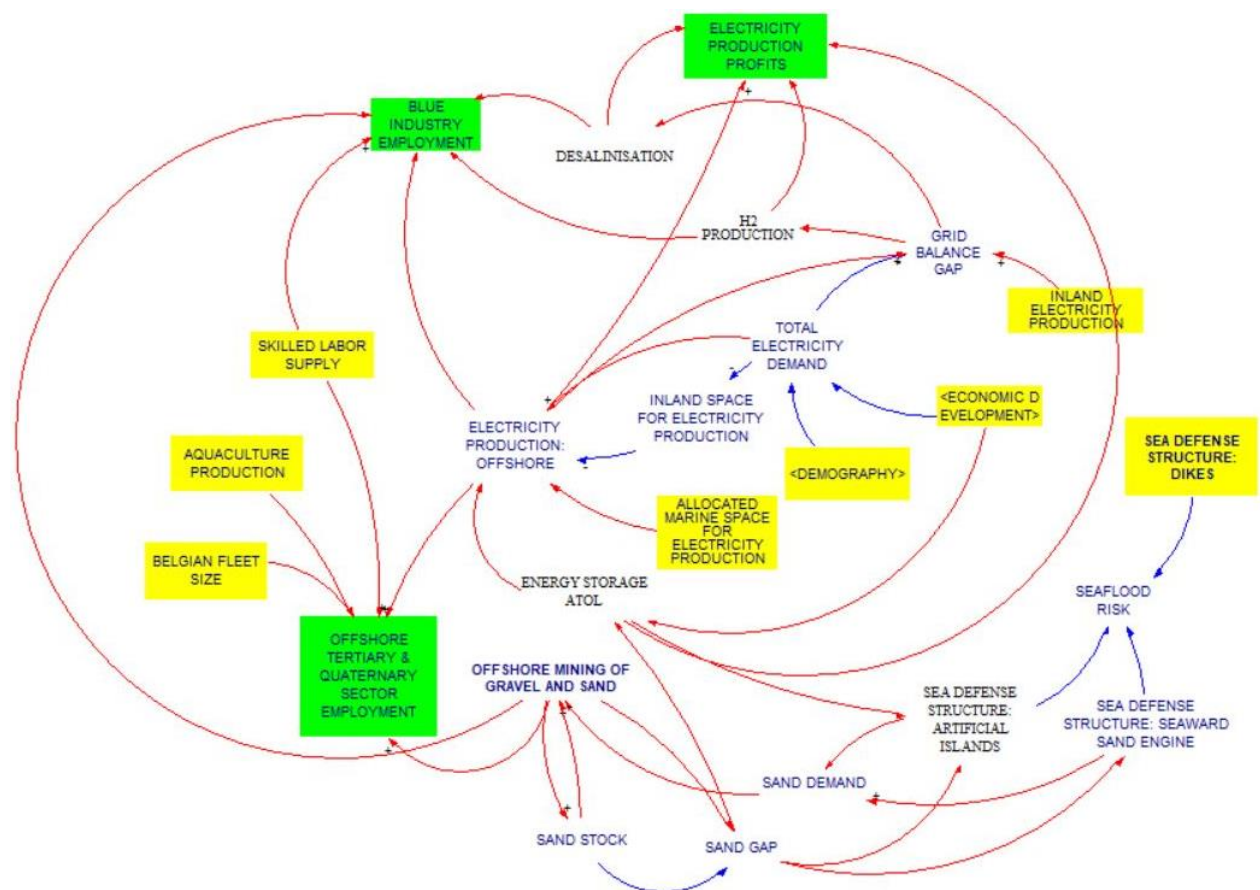 ELECTRICITY
PRODUCTION
PROFITS
BLUE
INDUSTRY
EMPLOYMENT
DESALINISATION
H2
PRODUCTION
GRID
BALANCE
GAP
INLAND
ELECTRICITY
PRODUCTION
TOTAL
ELECTRICITY
DEMAND
SKILLED LABOR
SUPPLY
INLAND SPACE
FOR ELECTRICITY
PRODUCTION
<ECONOMIC D
EVELOPMENT>
ELECTRICITY
PRODUCTION:
OFFSHORE
AQUACULTURE
PRODUCTION
<DEMOGRAPHY>
SEA DEFENSE
STRUCTURE:
DIKES
ALLOCATED
MARINE SPACE
FOR
ELECTRICITY
PRODUCTION
BELGIAN FLEET
SIZE
ENERGY STORAGE
ATOL
SEAFLOOD
RISK
OFFSHORE
TERTIARY &
QUATERNARY
SECTOR
EMPLOYMENT
OFFSHORE MINING OF
GRAVEL AND SAND
SEA DEFENSE
STRUCTURE:
ARTIFICIAL
ISLANDS
SEA DEFENSE
STRUCTURE: SEAWARD
SAND ENGINE
SAND DEMAND
SAND STOCK
SAND GAP